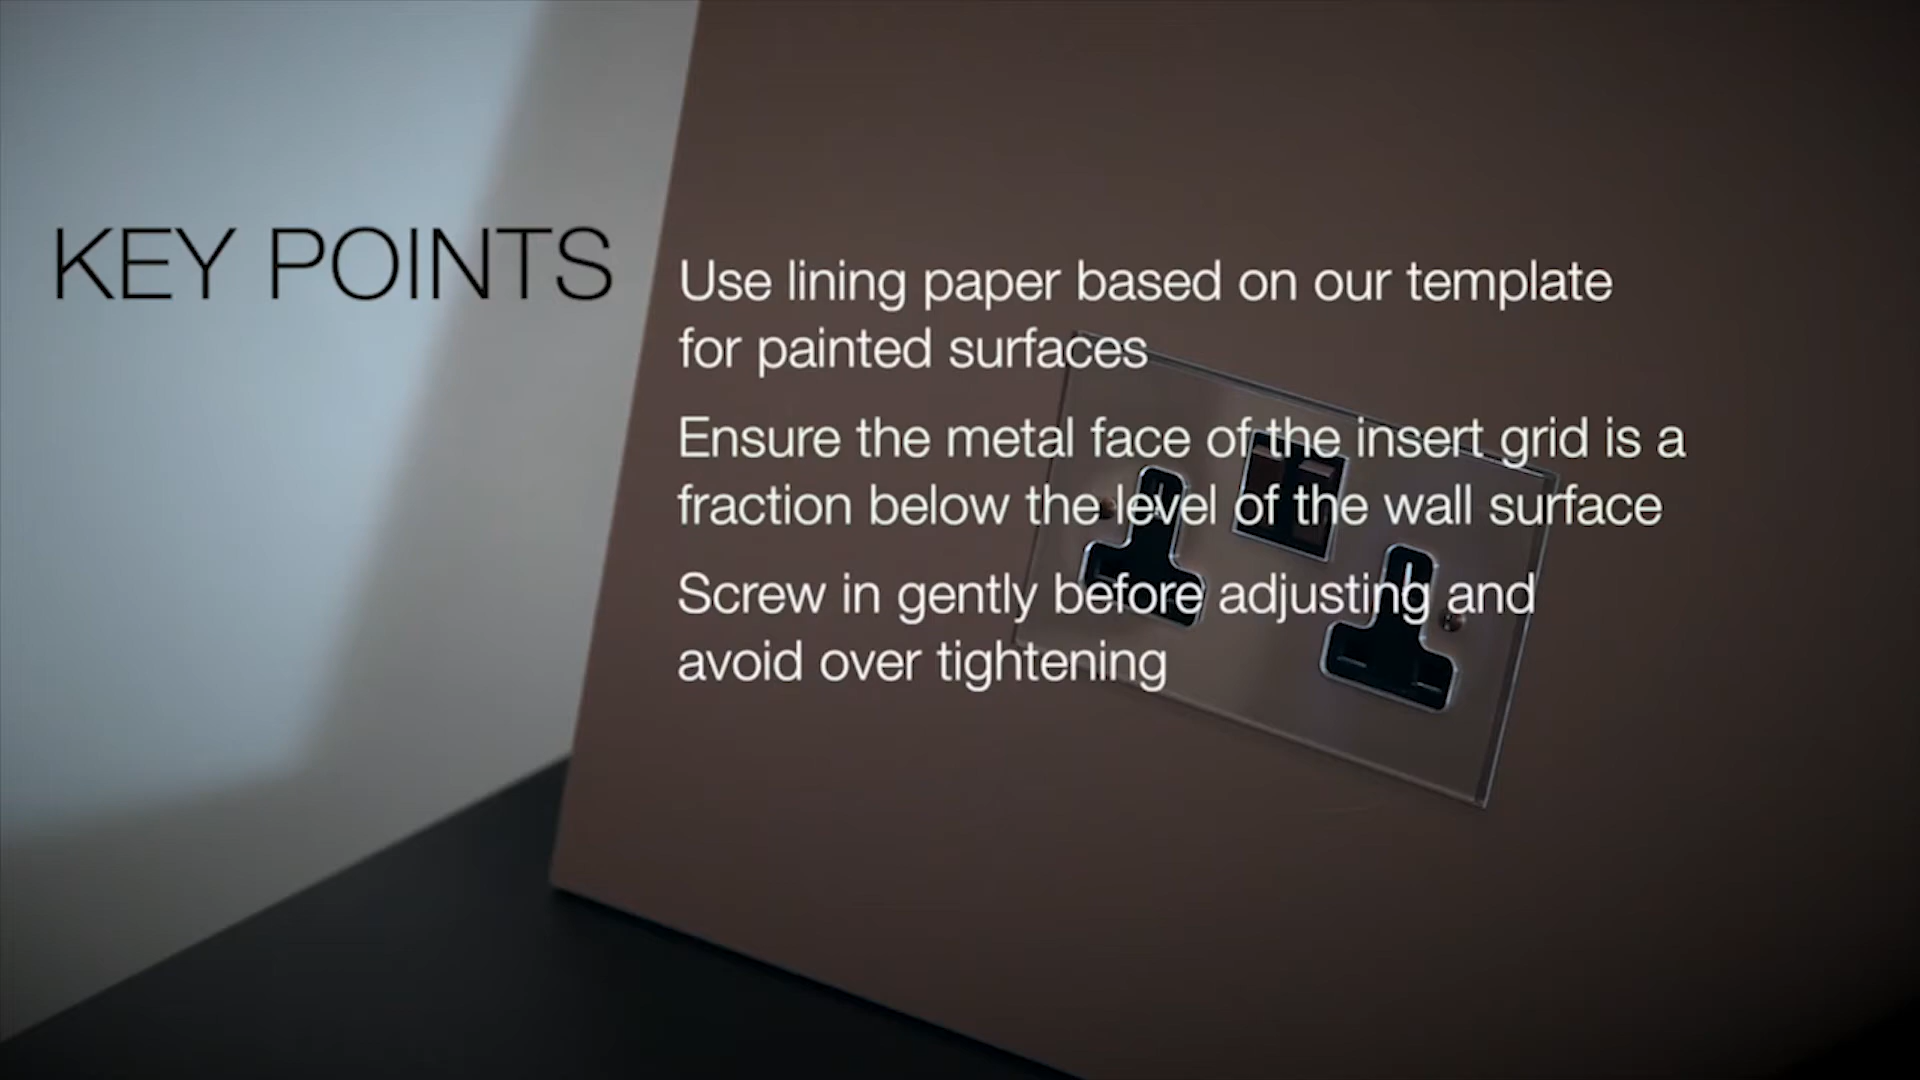 KEY POINTS
Use lining paper based on our template
for painted surfaces
Ensure the metal face of the insert grid is a
fraction below the level of the wall surface
Screw in gently before adjusting and
avoid over tightening